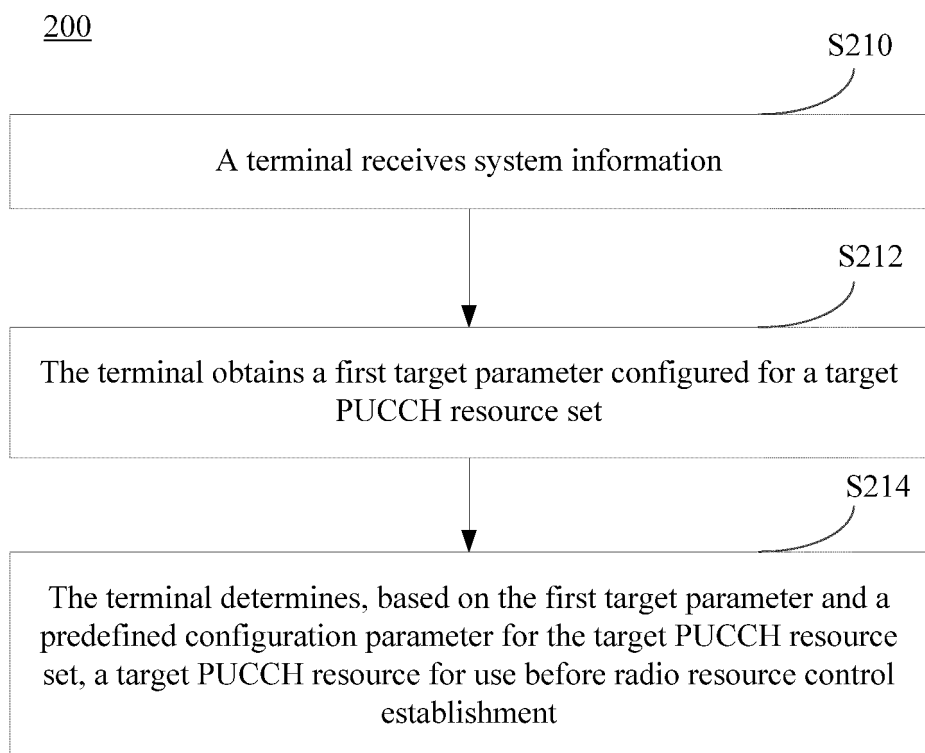 200
S210
A terminal receives system information
S212
The terminal obtains a first target parameter configured for a target
PUCCH resource set
S214
The terminal determines, based on the first target parameter and a
predefined configuration parameter for the target PUCCH resource
set, a target PUCCH resource for use before radio resource control
establishment